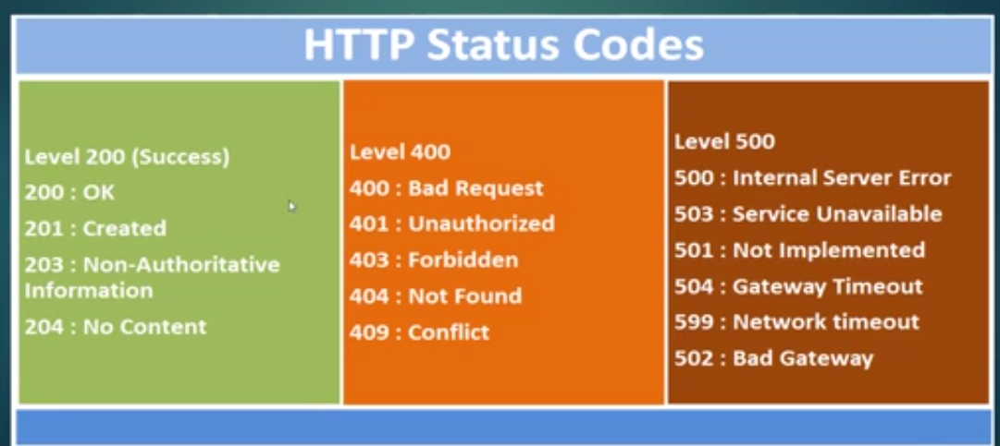 HTTP Status Codes
Level 200 (Success)
200 : OK
201 : Created
203 : Non-Authoritative
Information
204 : No Content
Level 400
400 : Bad Request
401 : Unauthorized
403 : Forbidden
404 : Not Found
409 : Conflict
Level 500
500 : Internal Server Error
503 : Service Unavailable
501 : Not Implemented
504 : Gateway Timeout
599 : Network timeout
502 : Bad Gateway